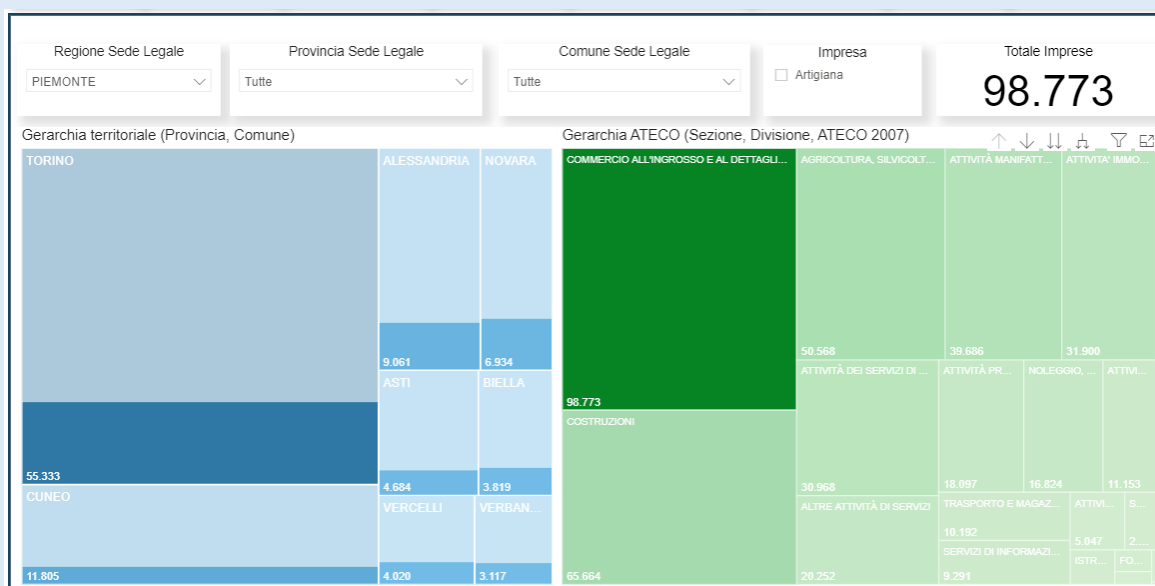 Regione Sede Legale
PIEMONTE
Provincia Sede Legale
Tutte
Comune Sede Legale
Tutte
Impresa
Artigiana
Totale Imprese
98.773
Gerarchia territoriale (Provincia, Comune)
TORINO
55.333
CUNEO
11.805
ALESSANDRIA
9.061
NOVARA
6.934
ASTI
4.684
BIELLA
3.819
VERCELLI
4.020
VERBAN...
3.117
Gerarchia ATECO (Sezione, Divisione, ATECO 2007)
COMMERCIO ALL'INGROSSO E AL DETTAGLI...
98.773
COSTRUZIONI
65.664
AGRICOLTURA, SILVICOLT...
50.568
ATTIVITÀ MANIFATT...
39.686
ATTIVITA' IMMO...
31.900
ATTIVITÀ DEI SERVIZI DI ...
30.968
ALTRE ATTIVITÀ DI SERVIZI
20.252
ATTIVITÀ PR...
18.097
NOLEGGIO, ...
16.824
ATTIVI...
11.153
TRASPORTO E MAGAZ...
10.192
SERVIZI DI INFORMAZI...
9.291
ATTIVI...
5.047
S...
2....
ISTR...
FO...